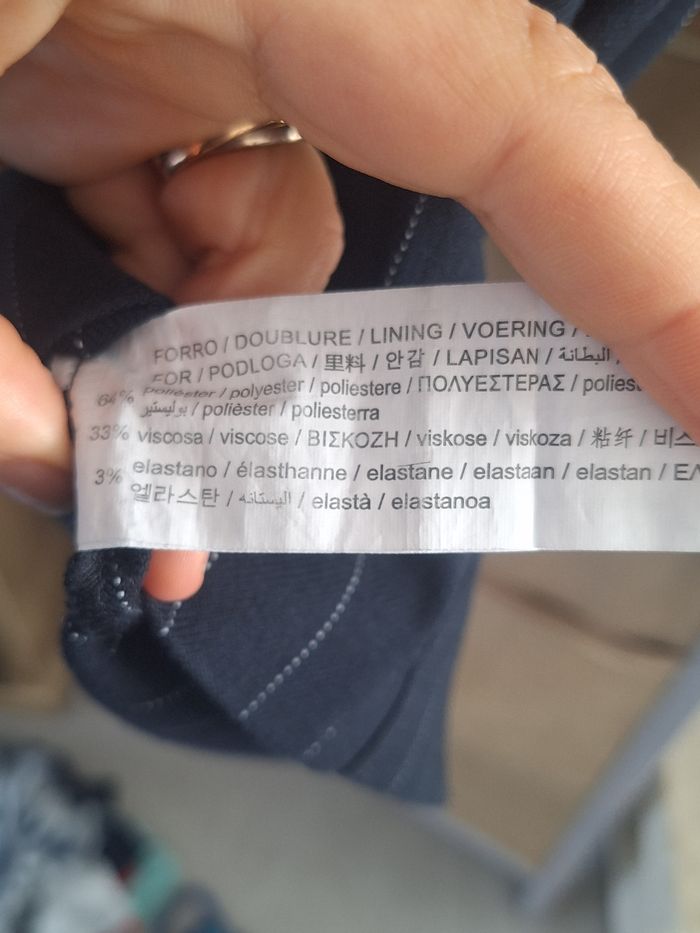 FORRO / DOUBLURE / LINING / VOERING /
FOR / PODLOGA / 里料 / 안감 / LAPISAN / البطانة /
64% poliéster / polyester / poliestere / ΠΟΛΥΕΣΤΕΡΑΣ / polies
بوليستير / polièster / poliesterra
33% viscosa / viscose / ΒΙΣΚΟΖΗ / viskose / viskoza / 粘纤 / 비스
3% elastano / élasthanne / elastane / elastaan / elastan / ΕΛ
엘라스탄 / اليستانه / elastà / elastanoa